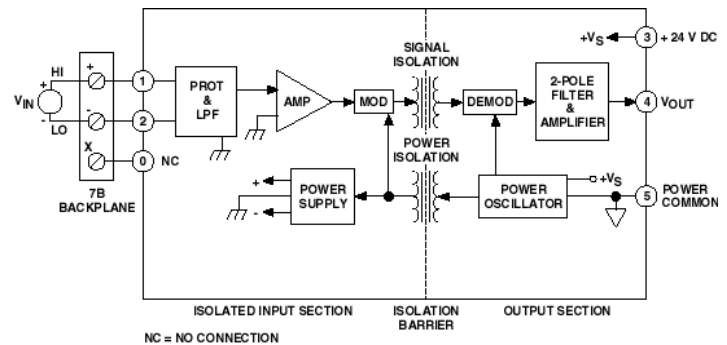 +VS
3
+ 24 V DC
SIGNAL
ISOLATION
HI
+
1
VIN
+
-
LO
-
2
X
0
NC
7B
BACKPLANE
PROT
&
LPF
AMP
MOD
DEMOD
2-POLE
FILTER
&
AMPLIFIER
4
VOUT
POWER
ISOLATION
+
-
POWER
SUPPLY
POWER
OSCILLATOR
+VS
5
POWER
COMMON
ISOLATED INPUT SECTION
ISOLATION
BARRIER
OUTPUT SECTION
NC = NO CONNECTION